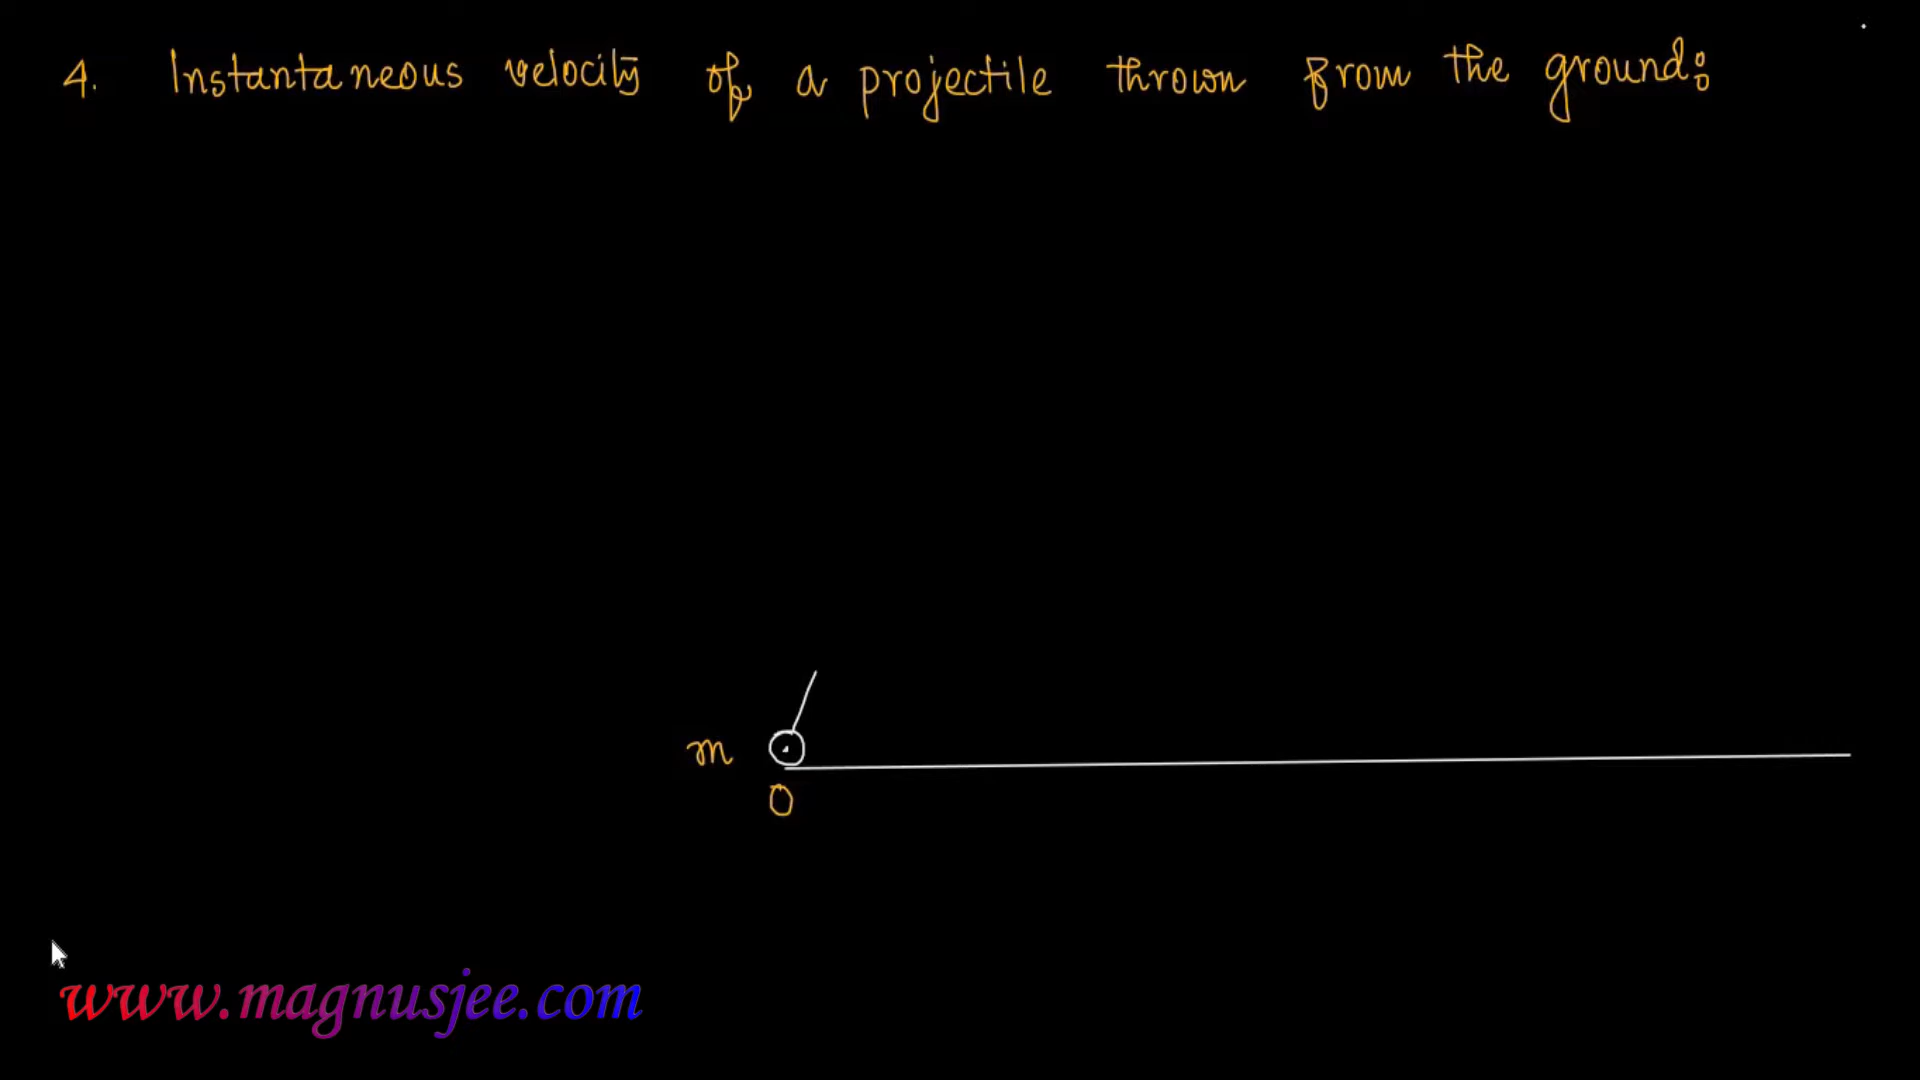 4. Instantaneous velocity of a projectile thrown from the ground:
m
O
www.magnusjee.com